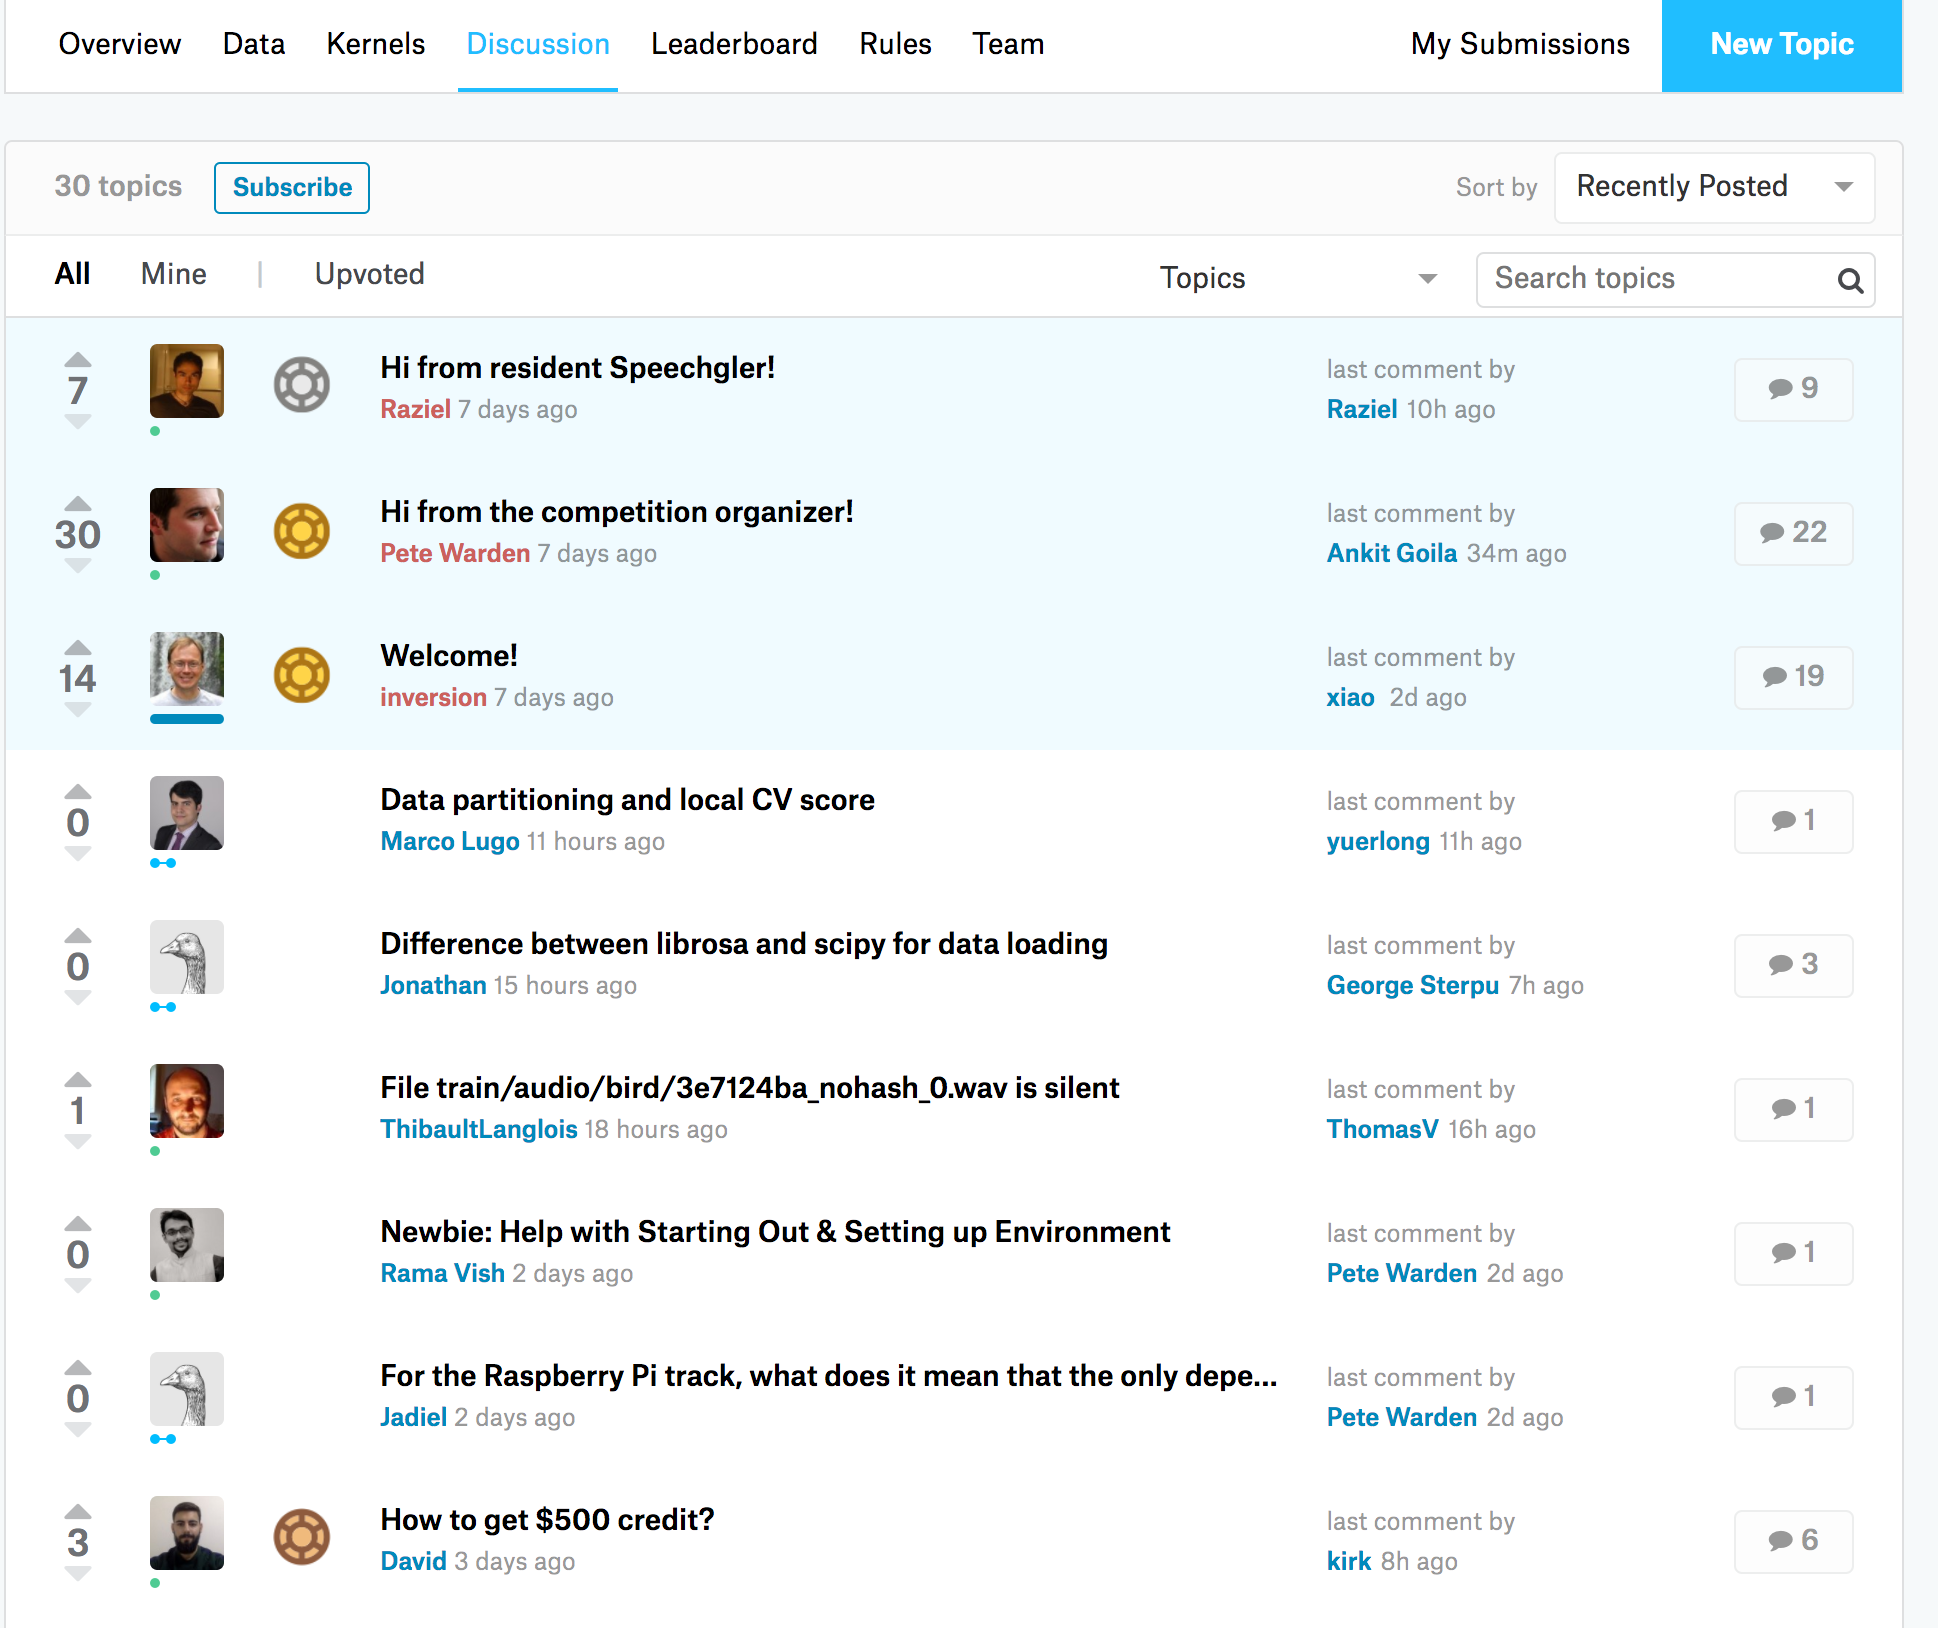 Overview Data Kernels Discussion Leaderboard Rules Team My Submissions New Topic
30 topics Subscribe Sort by Recently Posted
All Mine | Upvoted Topics Search topics
7 Hi from resident Speechgler! last comment by 9
Raziel 7 days ago Raziel 10h ago
30 Hi from the competition organizer! last comment by 22
Pete Warden 7 days ago Ankit Goila 34m ago
14 Welcome! last comment by 19
inversion 7 days ago xiao 2d ago
0 Data partitioning and local CV score last comment by 1
Marco Lugo 11 hours ago yuerlong 11h ago
0 Difference between librosa and scipy for data loading last comment by 3
Jonathan 15 hours ago George Sterpu 7h ago
1 File train/audio/bird/3e7124ba_nohash_0.wav is silent last comment by 1
ThibaultLanglois 18 hours ago ThomasV 16h ago
0 Newbie: Help with Starting Out & Setting up Environment last comment by 1
Rama Vish 2 days ago Pete Warden 2d ago
0 For the Raspberry Pi track, what does it mean that the only depe... last comment by 1
Jadiel 2 days ago Pete Warden 2d ago
3 How to get $500 credit? last comment by 6
David 3 days ago kirk 8h ago